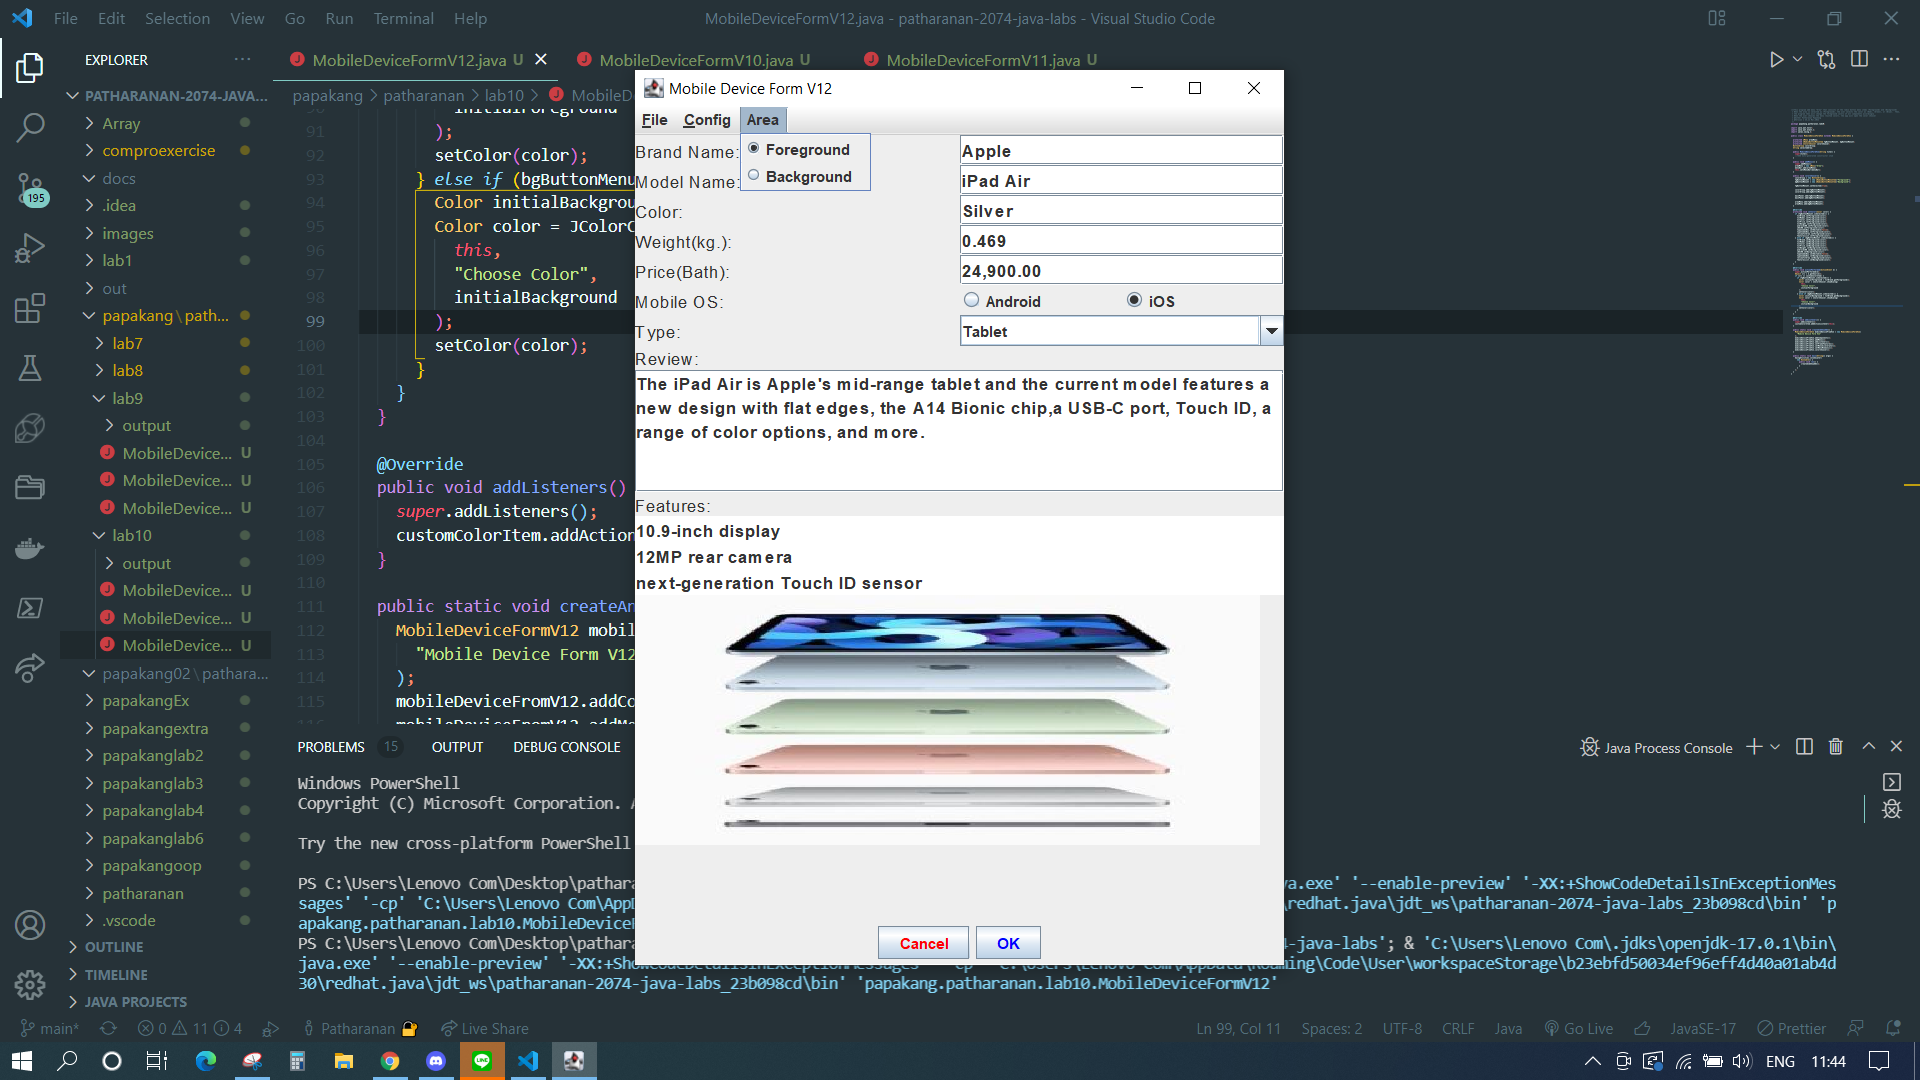 File Edit Selection View Go Run Terminal Help
MobileDeviceFormV12.java - patharanan-2074-java-labs - Visual Studio Code
EXPLORER
PATHARANAN-2074-JAVA...
Array
comproexercise
docs
.idea
images
lab1
out
papakang\path...
lab7
lab8
lab9
output
MobileDevice... U
MobileDevice... U
MobileDevice... U
lab10
output
MobileDevice... U
MobileDevice... U
MobileDevice... U
papakang02\pathara...
papakangEx
papakangextra
papakanglab2
papakanglab3
papakanglab4
papakanglab6
papakangoop
patharanan
.vscode
OUTLINE
TIMELINE
JAVA PROJECTS
195
MobileDeviceFormV12.java U
MobileDeviceFormV10.java U
MobileDeviceFormV11.java U
papakang > patharanan > lab10 > MobileD
initialForeground
91 );
92 setColor(color);
93 } else if (bgButtonMenu
94 Color initialBackgrou
95 Color color = JColorC
96 this,
97 "Choose Color",
98 initialBackground
99 );
100 setColor(color);
101 }
102 }
103 }
104
105 @Override
106 public void addListeners()
107 super.addListeners();
108 customColorItem.addAction
109 }
110
111 public static void createAn
112 MobileDeviceFormV12 mobil
113 "Mobile Device Form V12
114 );
115 mobileDeviceFromV12.addCo
116 mobileDeviceFromV12.addMe
Mobile Device Form V12
File Config Area
Foreground
Background
Brand Name: Apple
Model Name: iPad Air
Color: Silver
Weight(kg.): 0.469
Price(Bath): 24,900.00
Mobile OS: Android iOS
Type: Tablet
Review:
The iPad Air is Apple's mid-range tablet and the current model features a
new design with flat edges, the A14 Bionic chip,a USB-C port, Touch ID, a
range of color options, and more.
Features:
10.9-inch display
12MP rear camera
next-generation Touch ID sensor
Cancel OK
PROBLEMS 15 OUTPUT DEBUG CONSOLE
Java Process Console
Windows PowerShell
Copyright (C) Microsoft Corporation.
Try the new cross-platform PowerShell
PS C:\Users\Lenovo Com\Desktop\pathara va.exe' '--enable-preview' '-XX:+ShowCodeDetailsInExceptionMes
sages' '-cp' 'C:\Users\Lenovo Com\AppD \redhat.java\jdt_ws\patharanan-2074-java-labs_23b098cd\bin' 'p
apakang.patharanan.lab10.MobileDeviceF
PS C:\Users\Lenovo Com\Desktop\pathara 4-java-labs'; & 'C:\Users\Lenovo Com\.jdks\openjdk-17.0.1\bin\
java.exe' '--enable-preview' '-XX:+ShowCodeDetailsInExceptionMessages' '-cp' 'C:\Users\Lenovo Com\AppData\Roaming\Code\User\workspaceStorage\b23ebfd50034ef96eff4d40a01ab4d
30\redhat.java\jdt_ws\patharanan-2074-java-labs_23b098cd\bin' 'papakang.patharanan.lab10.MobileDeviceFormV12'
main* 0 11 4 Patharanan Live Share
Ln 99, Col 11 Spaces: 2 UTF-8 CRLF Java Go Live JavaSE-17 Prettier
ENG 11:44